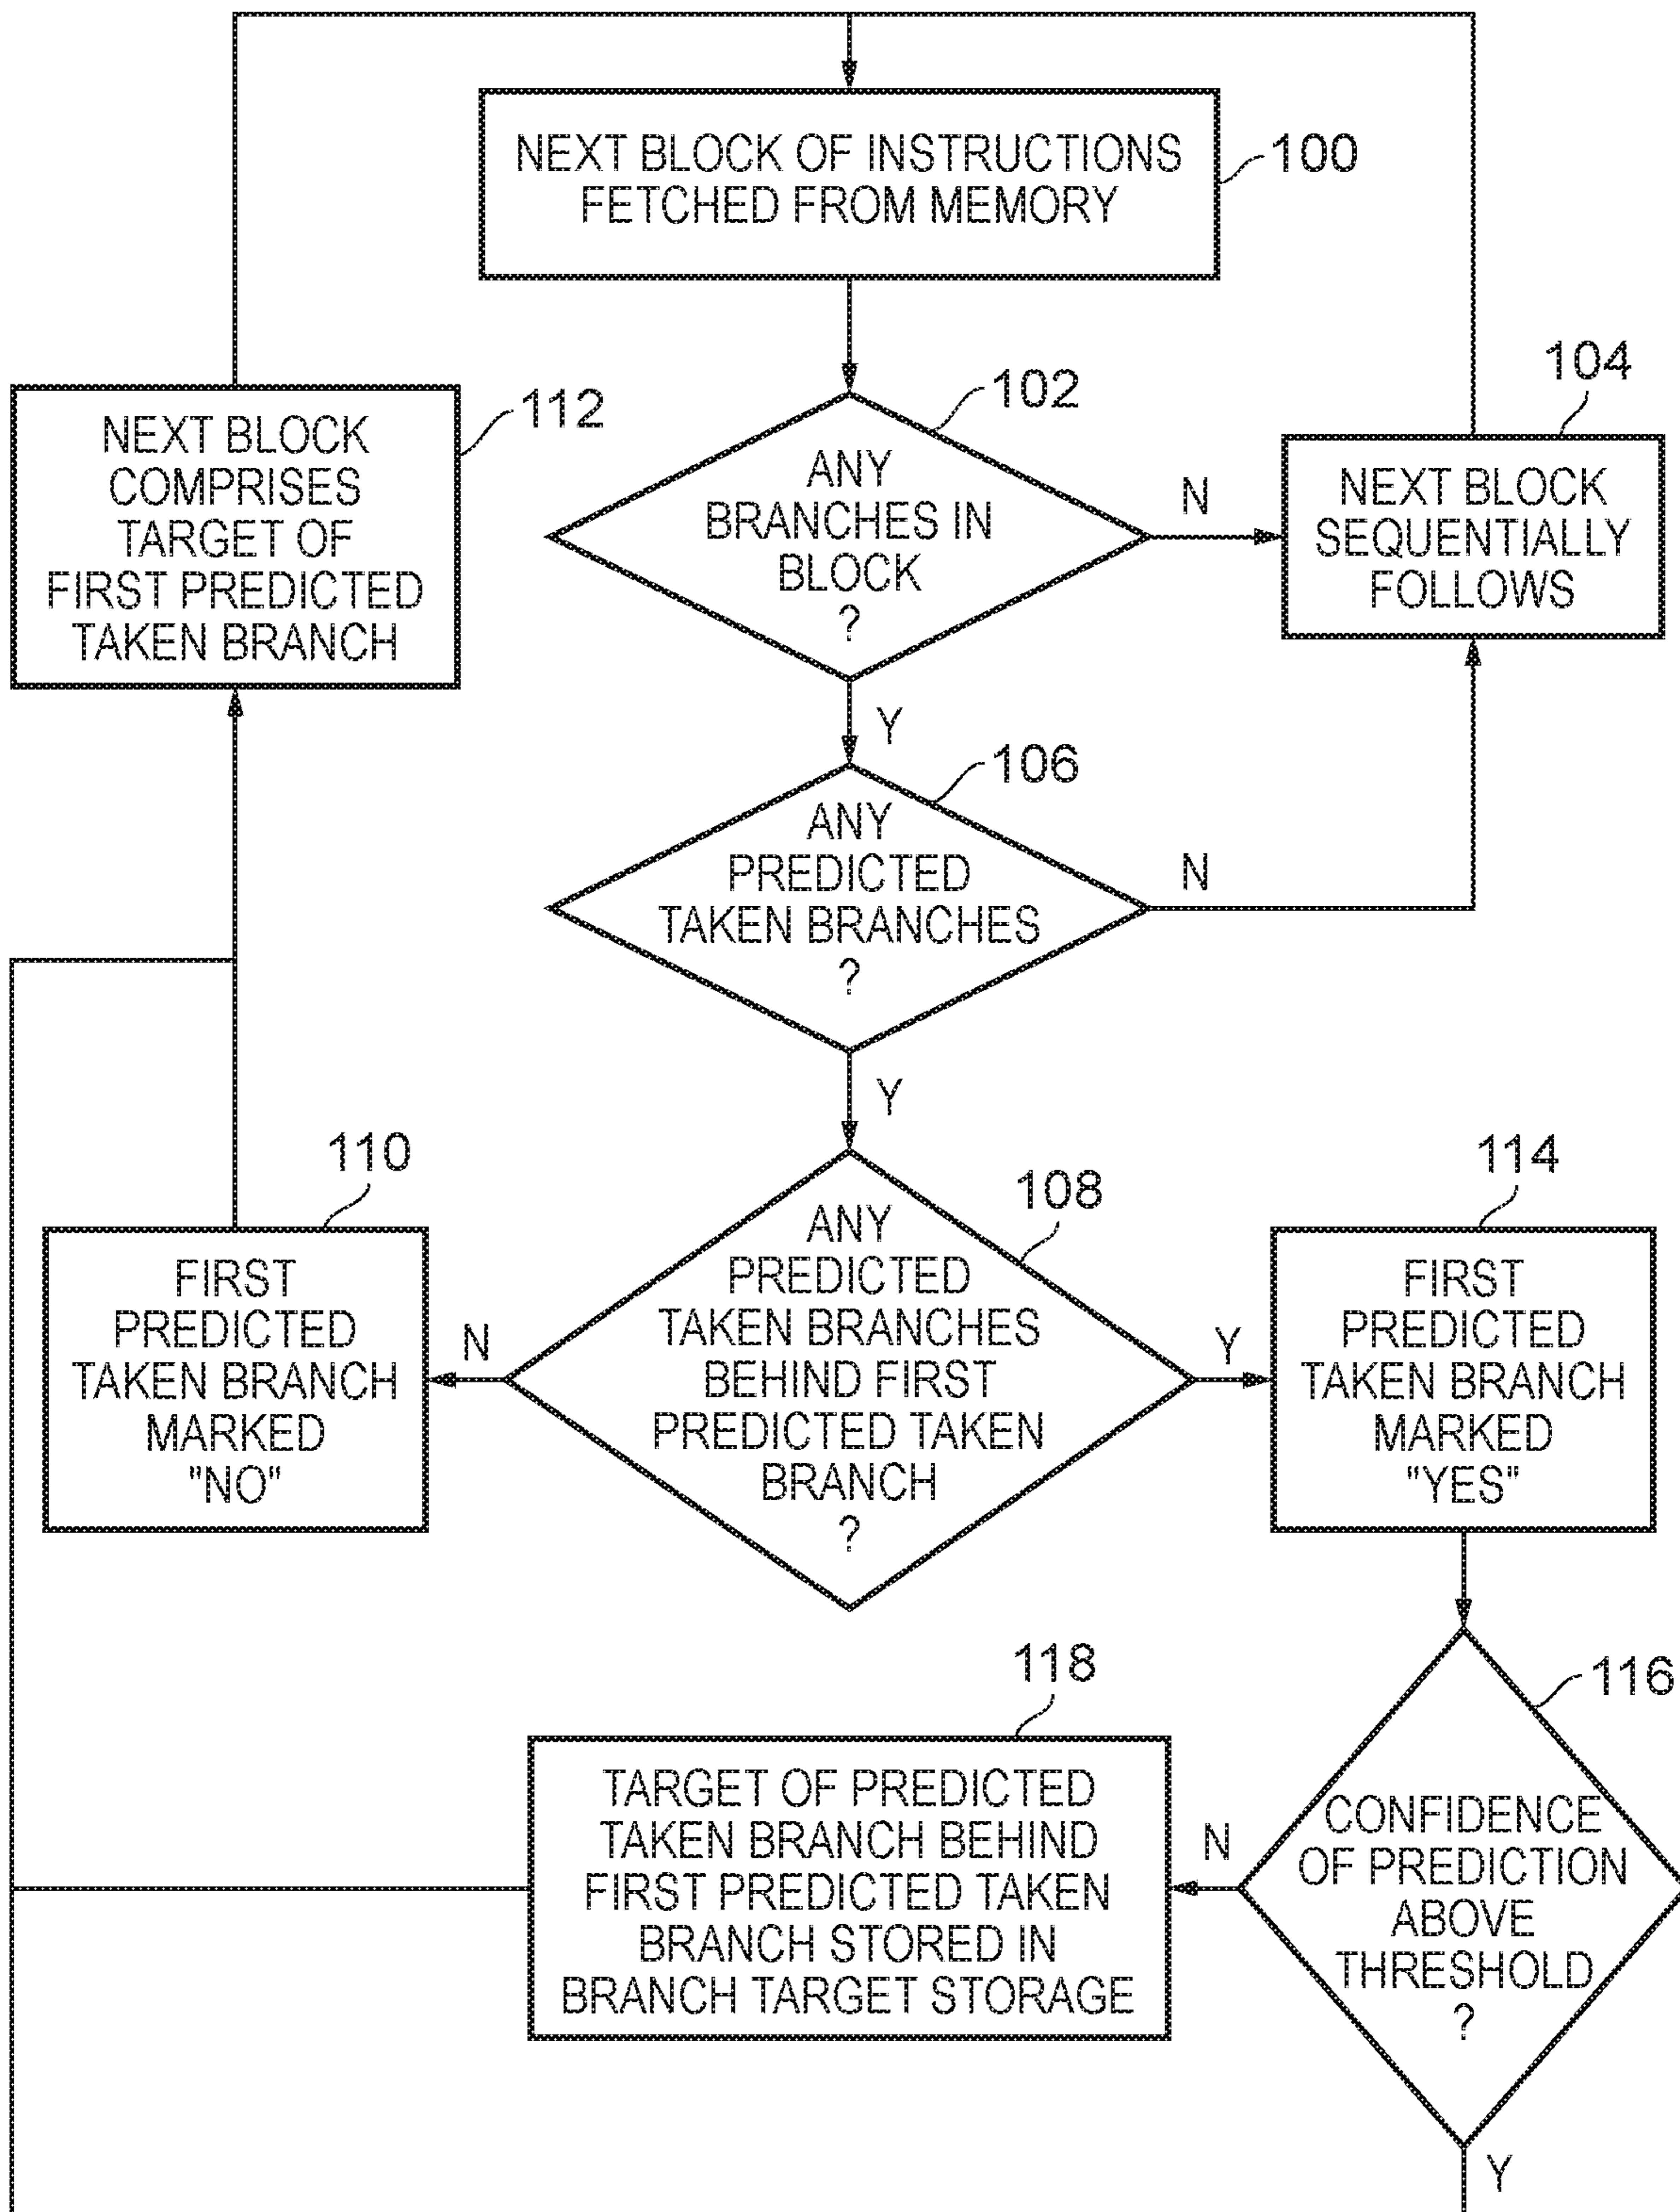 NEXT BLOCK OF INSTRUCTIONS
FETCHED FROM MEMORY
100
102
104
112
NEXT BLOCK
COMPRISES
TARGET OF
FIRST PREDICTED
TAKEN BRANCH
ANY
BRANCHES IN
BLOCK
?
N
NEXT BLOCK
SEQUENTIALLY
FOLLOWS
Y
106
ANY
PREDICTED
TAKEN BRANCHES
?
N
Y
110
108
114
FIRST
PREDICTED
TAKEN BRANCH
MARKED
"NO"
N
ANY
PREDICTED
TAKEN BRANCHES
BEHIND FIRST
PREDICTED TAKEN
BRANCH
?
Y
FIRST
PREDICTED
TAKEN BRANCH
MARKED
"YES"
118
116
TARGET OF PREDICTED
TAKEN BRANCH BEHIND
FIRST PREDICTED TAKEN
BRANCH STORED IN
BRANCH TARGET STORAGE
N
CONFIDENCE
OF PREDICTION
ABOVE
THRESHOLD
?
Y